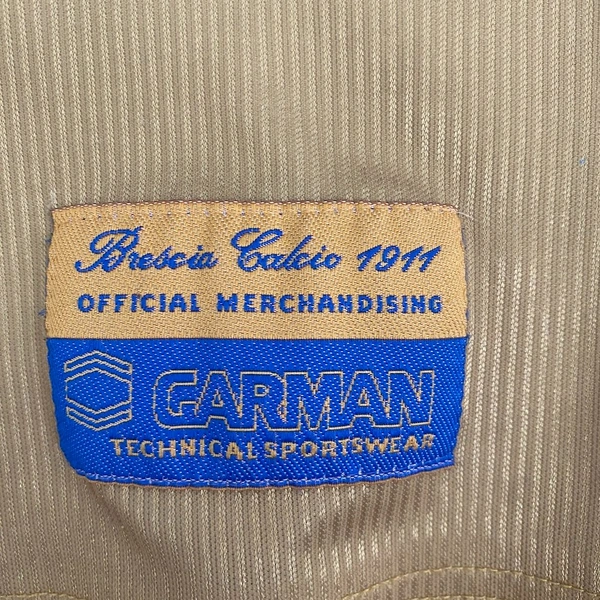 Brescia Calcio 1911
OFFICIAL MERCHANDISING
GARMAN
TECHNICAL SPORTSWEAR